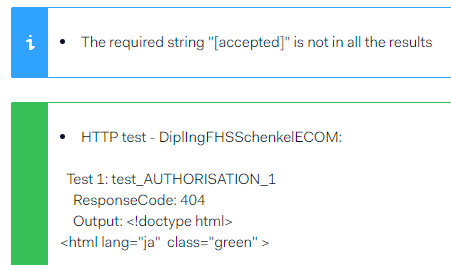 The required string "[accepted]" is not in all the results
HTTP test - DiplIngFHSSchenkelECOM:
Test 1: test_AUTHORISATION_1
ResponseCode: 404
Output: <!doctype html>
<html lang="ja" class="green" >